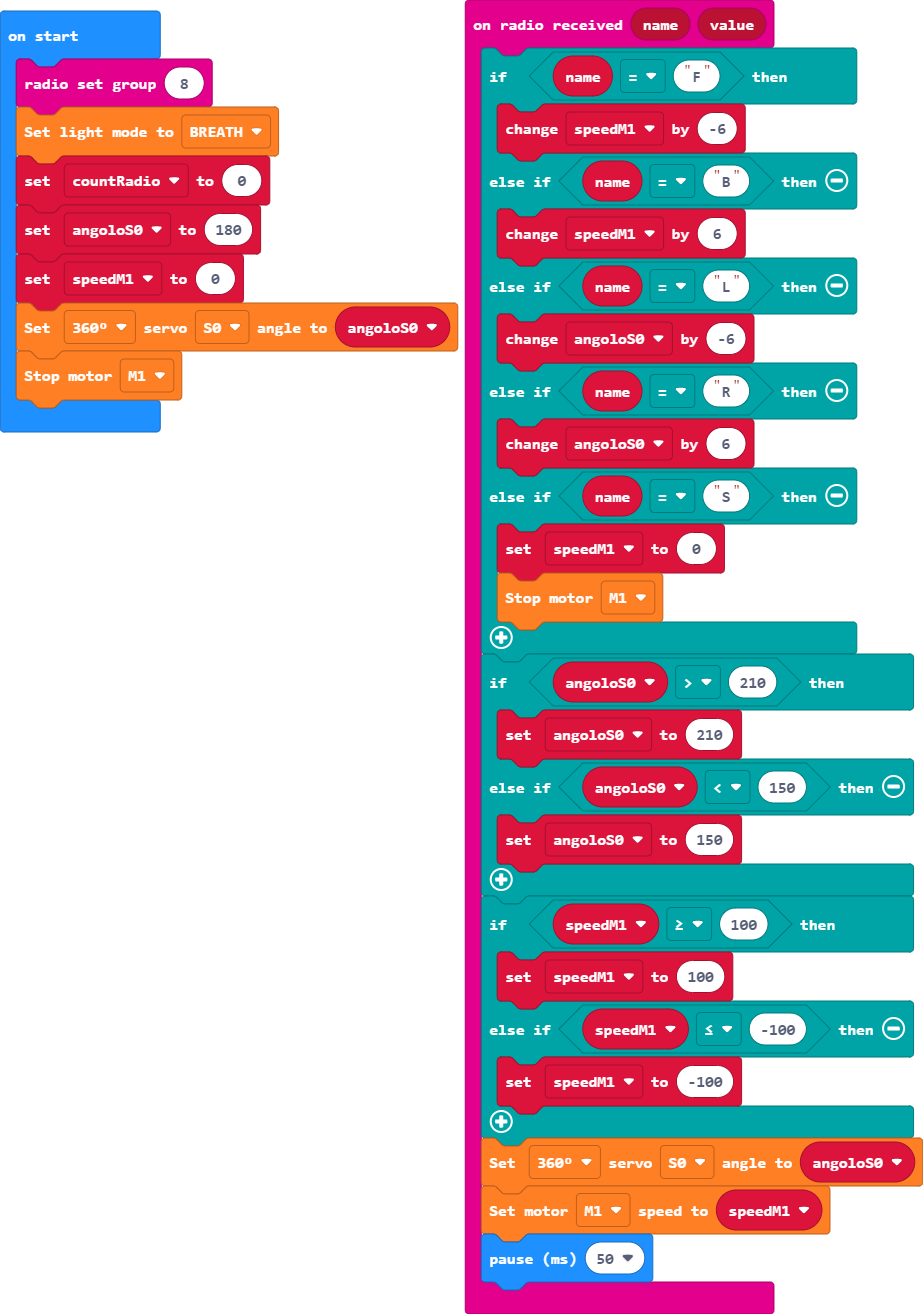 on start
radio set group 8
Set light mode to BREATH
set countRadio to 0
set angoloS0 to 180
set speedM1 to 0
Set 360º servo S0 angle to angoloS0
Stop motor M1
on radio received name value
if name = "F" then
change speedM1 by -6
else if name = "B" then
change speedM1 by 6
else if name = "L" then
change angoloS0 by -6
else if name = "R" then
change angoloS0 by 6
else if name = "S" then
set speedM1 to 0
Stop motor M1
if angoloS0 > 210 then
set angoloS0 to 210
else if angoloS0 < 150 then
set angoloS0 to 150
if speedM1 ≥ 100 then
set speedM1 to 100
else if speedM1 ≤ -100 then
set speedM1 to -100
Set 360º servo S0 angle to angoloS0
Set motor M1 speed to speedM1
pause (ms) 50